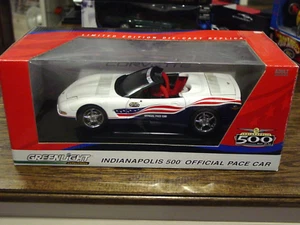 LIMITED EDITION DIE-CAST REPLICA
500
GREENLIGHT
INDIANAPOLIS 500 OFFICIAL PACE CAR